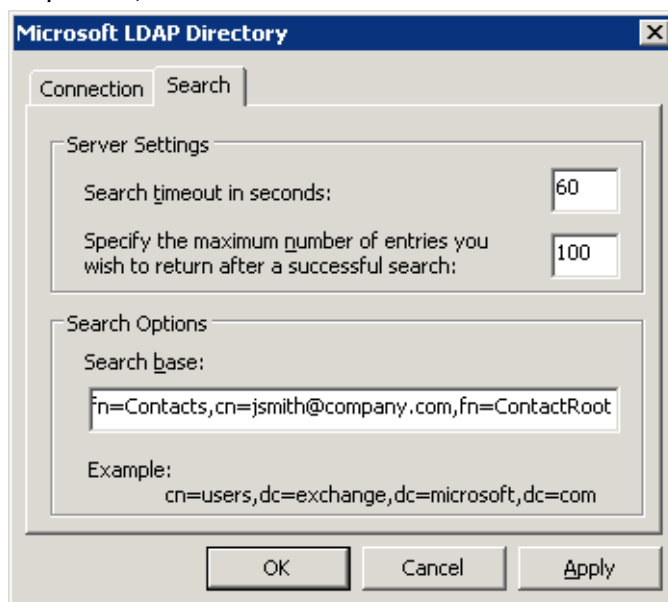 Microsoft LDAP Directory
Connection
Search
Server Settings
Search timeout in seconds:
60
Specify the maximum number of entries you
wish to return after a successful search:
100
Search Options
Search base:
fn=Contacts,cn=jsmith@company.com,fn=ContactRoot
Example:
cn=users,dc=exchange,dc=microsoft,dc=com
OK
Cancel
Apply